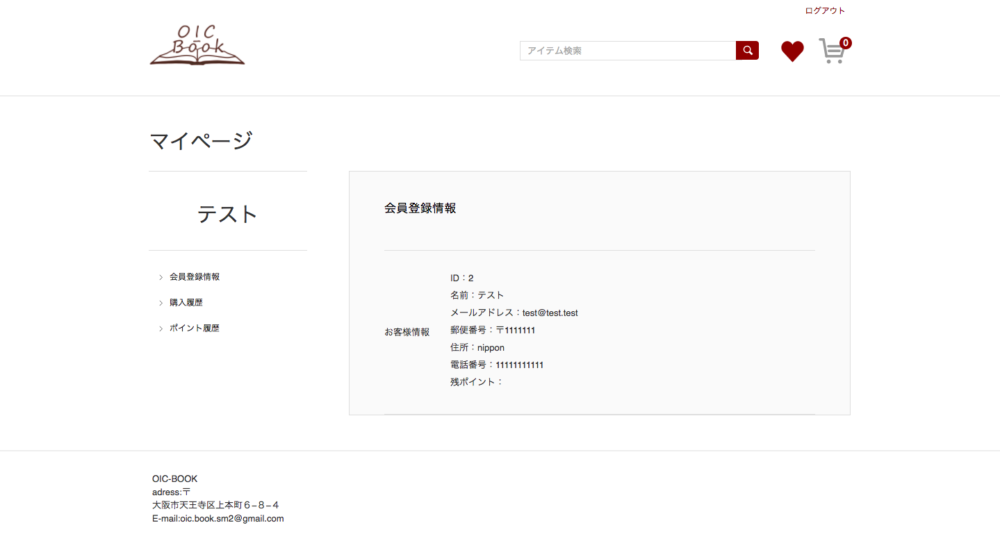 ログアウト
OIC
Book
アイテム検索
0
マイページ
テスト
会員登録情報
購入履歴
ポイント履歴
会員登録情報
お客様情報
ID：2
名前：テスト
メールアドレス：test@test.test
郵便番号：〒1111111
住所：nippon
電話番号：11111111111
残ポイント：
OIC-BOOK
adress:〒
大阪市天王寺区上本町６−８−４
E-mail:oic.book.sm2@gmail.com